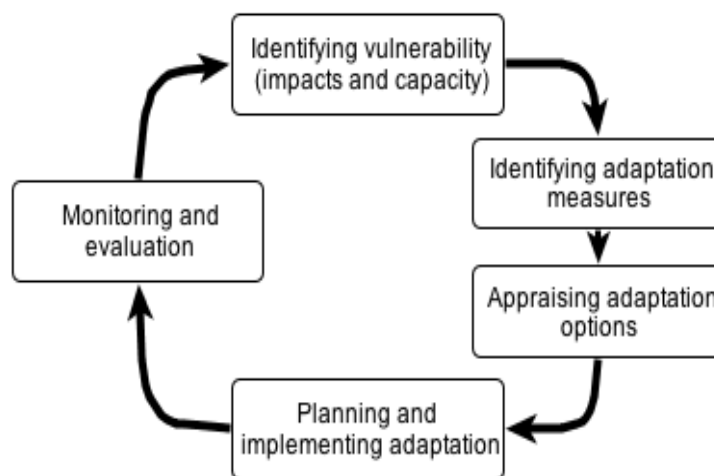 Identifying vulnerability
(impacts and capacity)
Identifying adaptation
measures
Appraising adaptation
options
Planning and
implementing adaptation
Monitoring and
evaluation